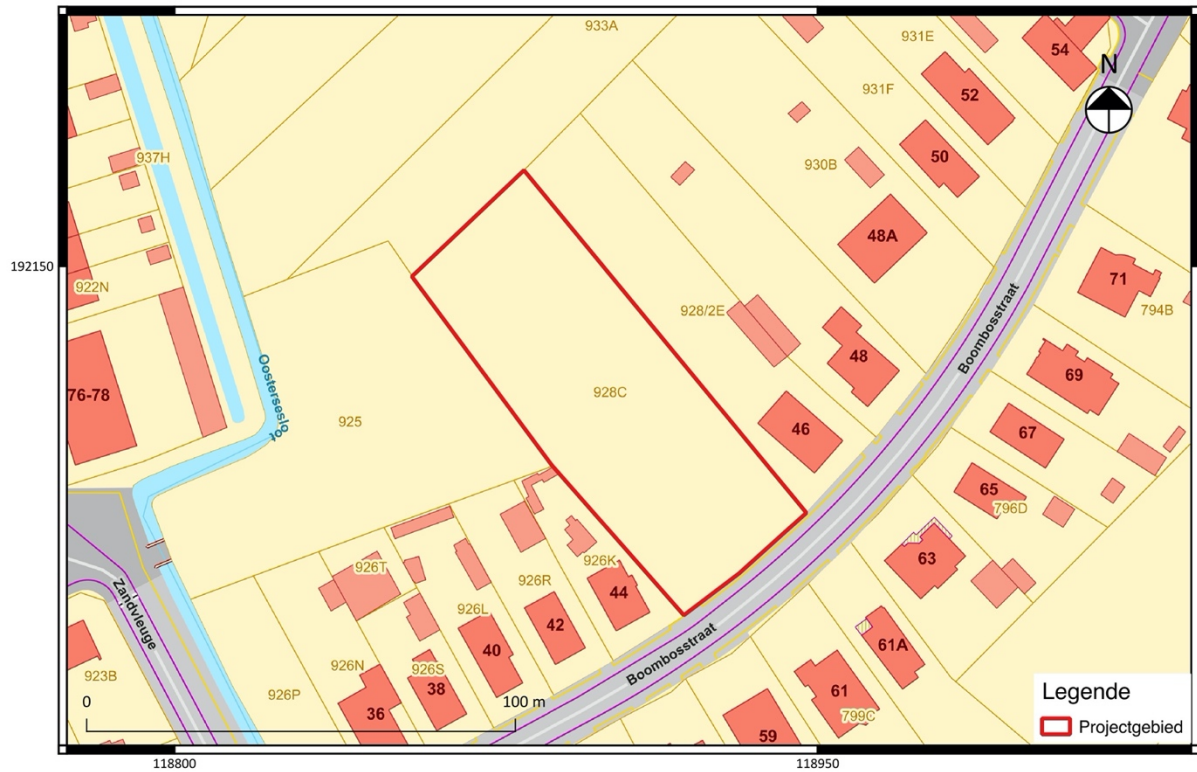 933A
931E
54
N
52
931F
50
937H
930B
48A
192150
922N
71
794B
928/2E
Boombosstraat
48
69
76-78
Oosterseslo
ot
925
928C
46
67
65
796D
63
926T
926K
926R
44
Zandvleuge
926L
42
61A
40
Boombosstraat
923B
926N
926S
38
926P
36
61
799C
59
0
100 m
Legende
Projectgebied
118800
118950